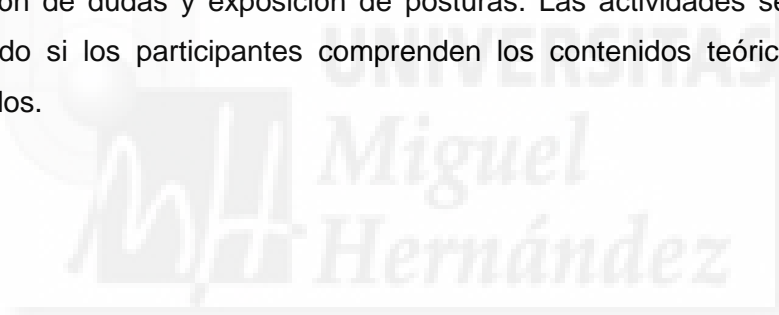 ón de dudas y exposición de posturas. Las actividades se
do si los participantes comprenden los contenidos teóric
los.
UNIVERSITAS
Miguel
Hernández